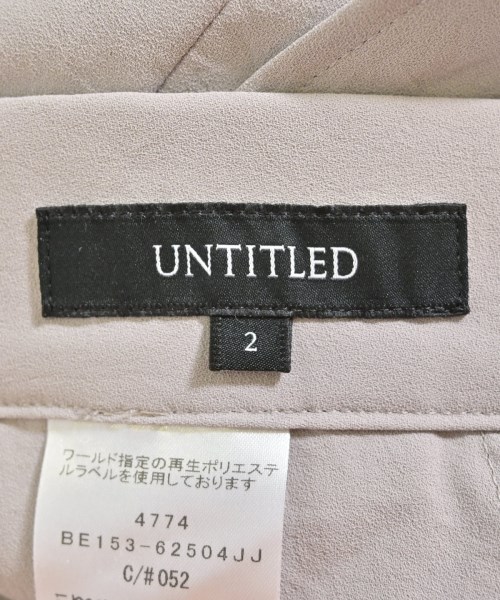 UNTITLED
2
ワールド指定の再生ポリエステ
ルラベルを使用しております
4774
BE153-62504JJ
C/#052